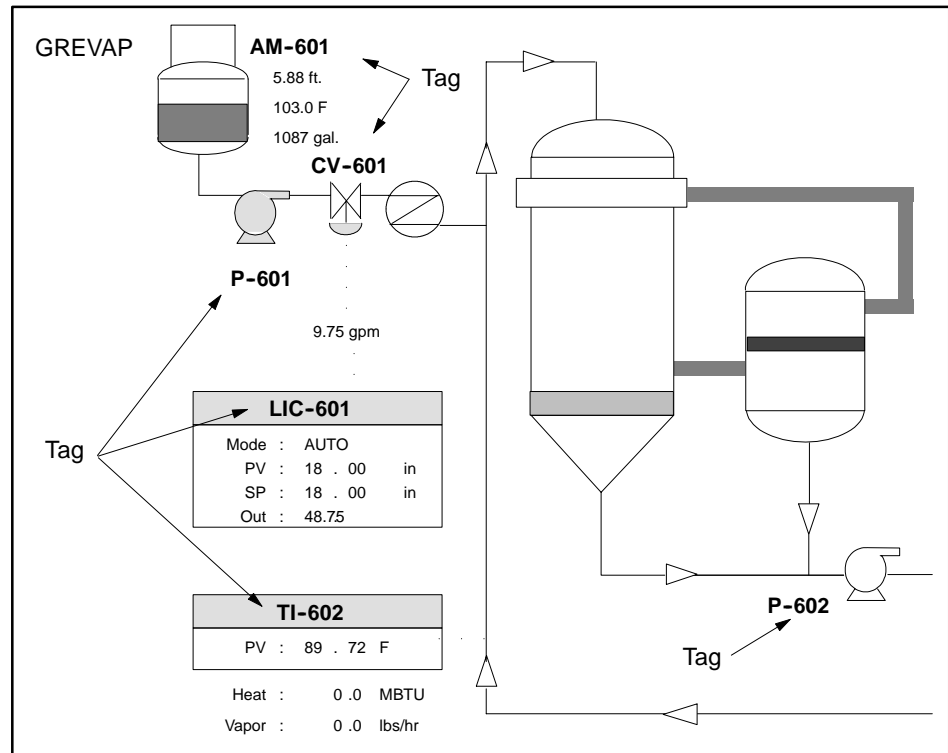 GREVAP
AM-601
5.88 ft.
103.0 F
1087 gal.
Tag
CV-601
P-601
9.75 gpm
LIC-601
Mode : AUTO
PV : 18 . 00 in
SP : 18 . 00 in
Out : 48.75
Tag
TI-602
PV : 89 . 72 F
Heat : 0 .0 MBTU
Vapor : 0 .0 lbs/hr
P-602
Tag